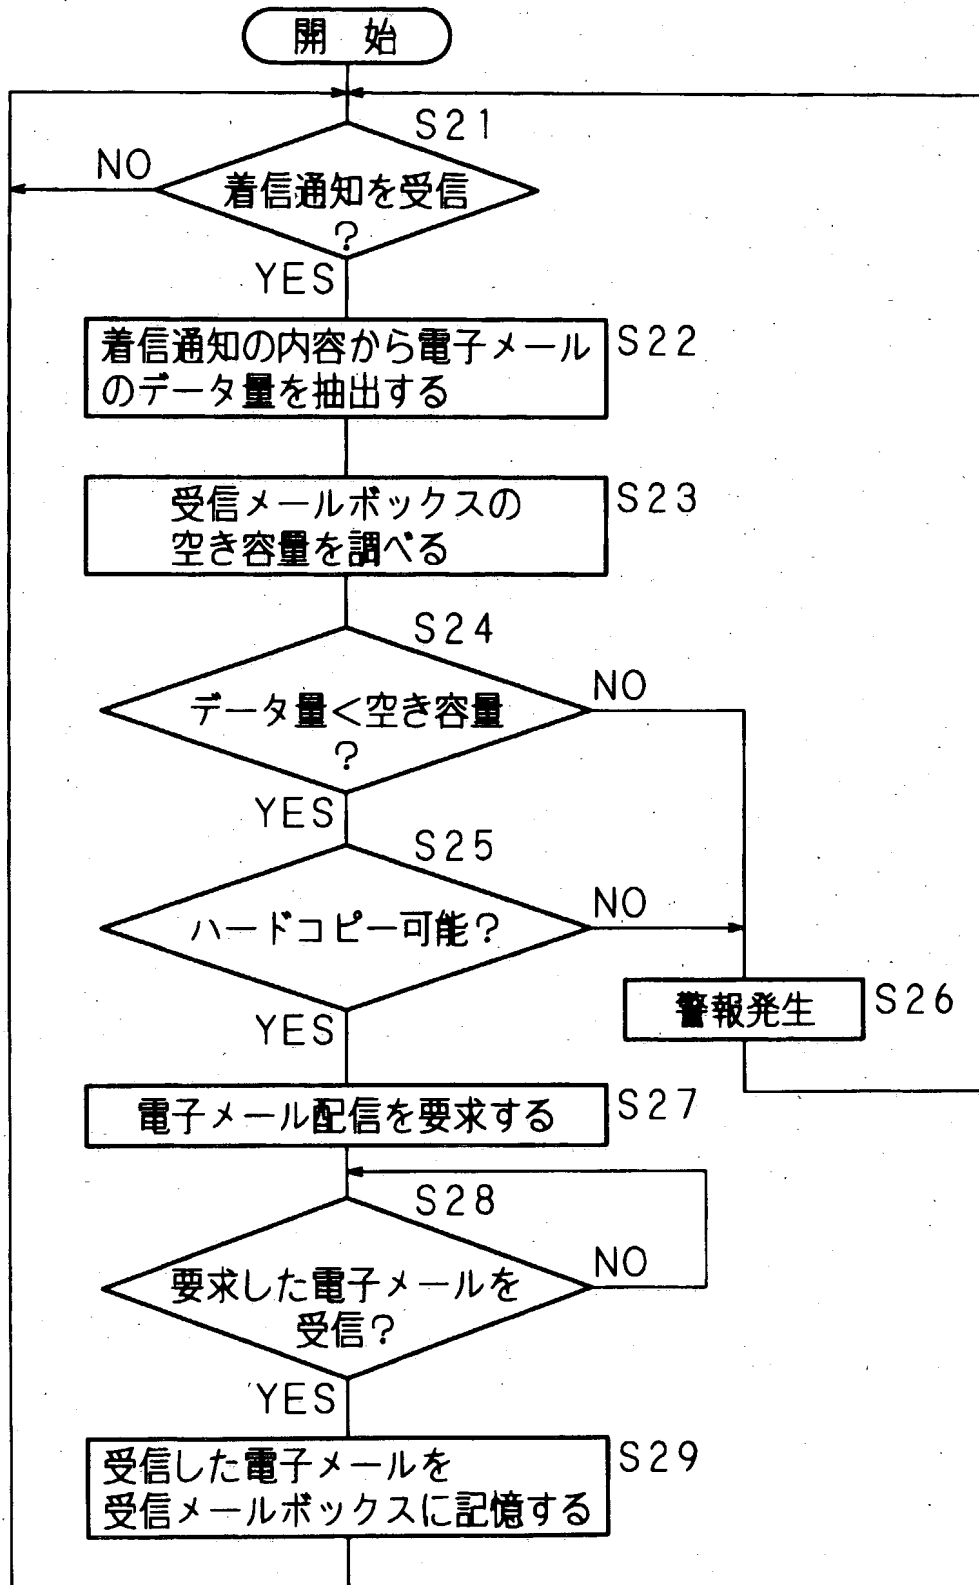 開 始
S21
NO
着信通知を受信
?
YES
着信通知の内容から電子メール
のデータ量を抽出する
S22
受信メールボックスの
空き容量を調べる
S23
S24
データ量<空き容量
?
NO
YES
S25
ハードコピー可能?
NO
YES
警報発生
S26
電子メール配信を要求する
S27
S28
要求した電子メールを
受信?
NO
YES
受信した電子メールを
受信メールボックスに記憶する
S29